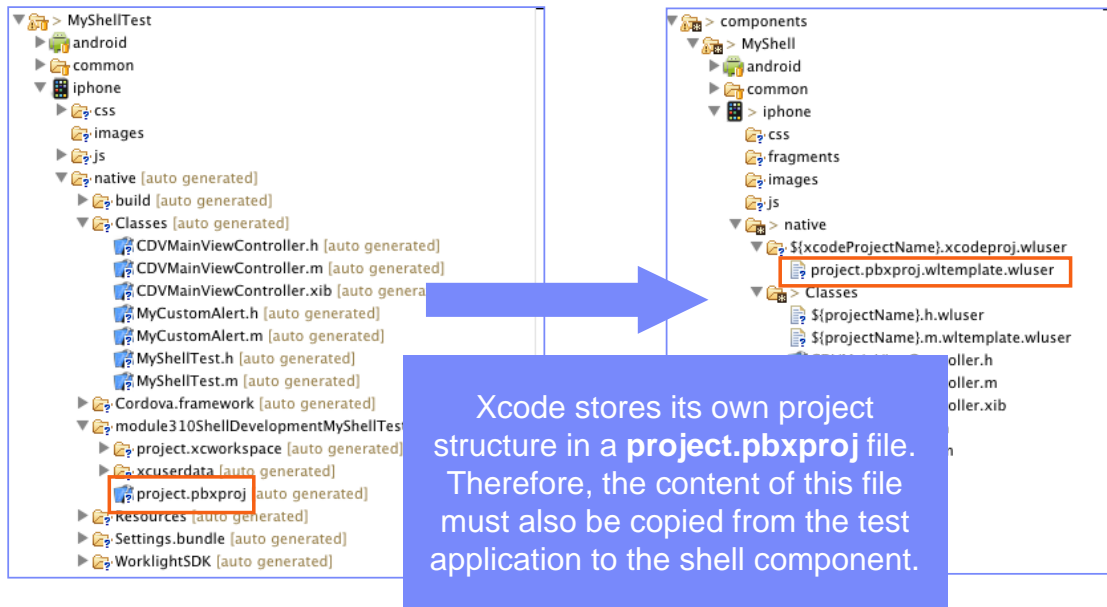 > MyShellTest
android
common
iphone
css
images
js
native [auto generated]
build [auto generated]
Classes [auto generated]
CDVMainViewController.h [auto generated]
CDVMainViewController.m [auto generated]
CDVMainViewController.xib [auto genera
MyCustomAlert.h [auto generated]
MyCustomAlert.m [auto generated]
MyShellTest.h [auto generated]
MyShellTest.m [auto generated]
Cordova.framework [auto generated]
module310ShellDevelopmentMyShellTes
project.xcworkspace [auto generated]
xcuserdata [auto generated]
project.pbxproj auto generated]
Resources [auto generated]
Settings.bundle [auto generated]
WorklightSDK [auto generated]
> components
> MyShell
android
common
> iphone
css
fragments
images
js
> native
${xcodeProjectName}.xcodeproj.wluser
project.pbxproj.wltemplate.wluser
> Classes
${projectName}.h.wluser
${projectName}.m.wltemplate.wluser
oller.h
oller.m
oller.xib
Xcode stores its own project
structure in a project.pbxproj file.
Therefore, the content of this file
must also be copied from the test
application to the shell component.